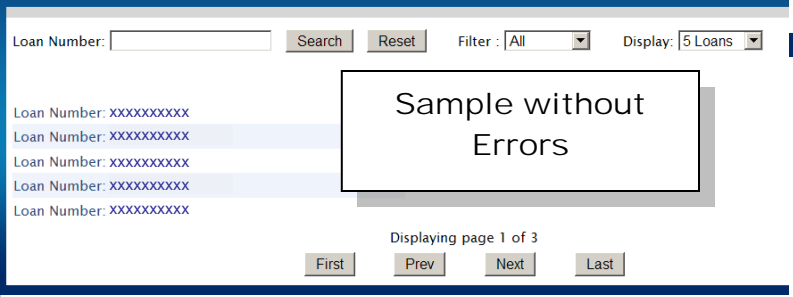 Loan Number: Search Reset Filter : All Display: 5 Loans
Sample without
Errors
Loan Number: XXXXXXXXXX
Loan Number: XXXXXXXXXX
Loan Number: XXXXXXXXXX
Loan Number: XXXXXXXXXX
Loan Number: XXXXXXXXXX
Displaying page 1 of 3
First Prev Next Last